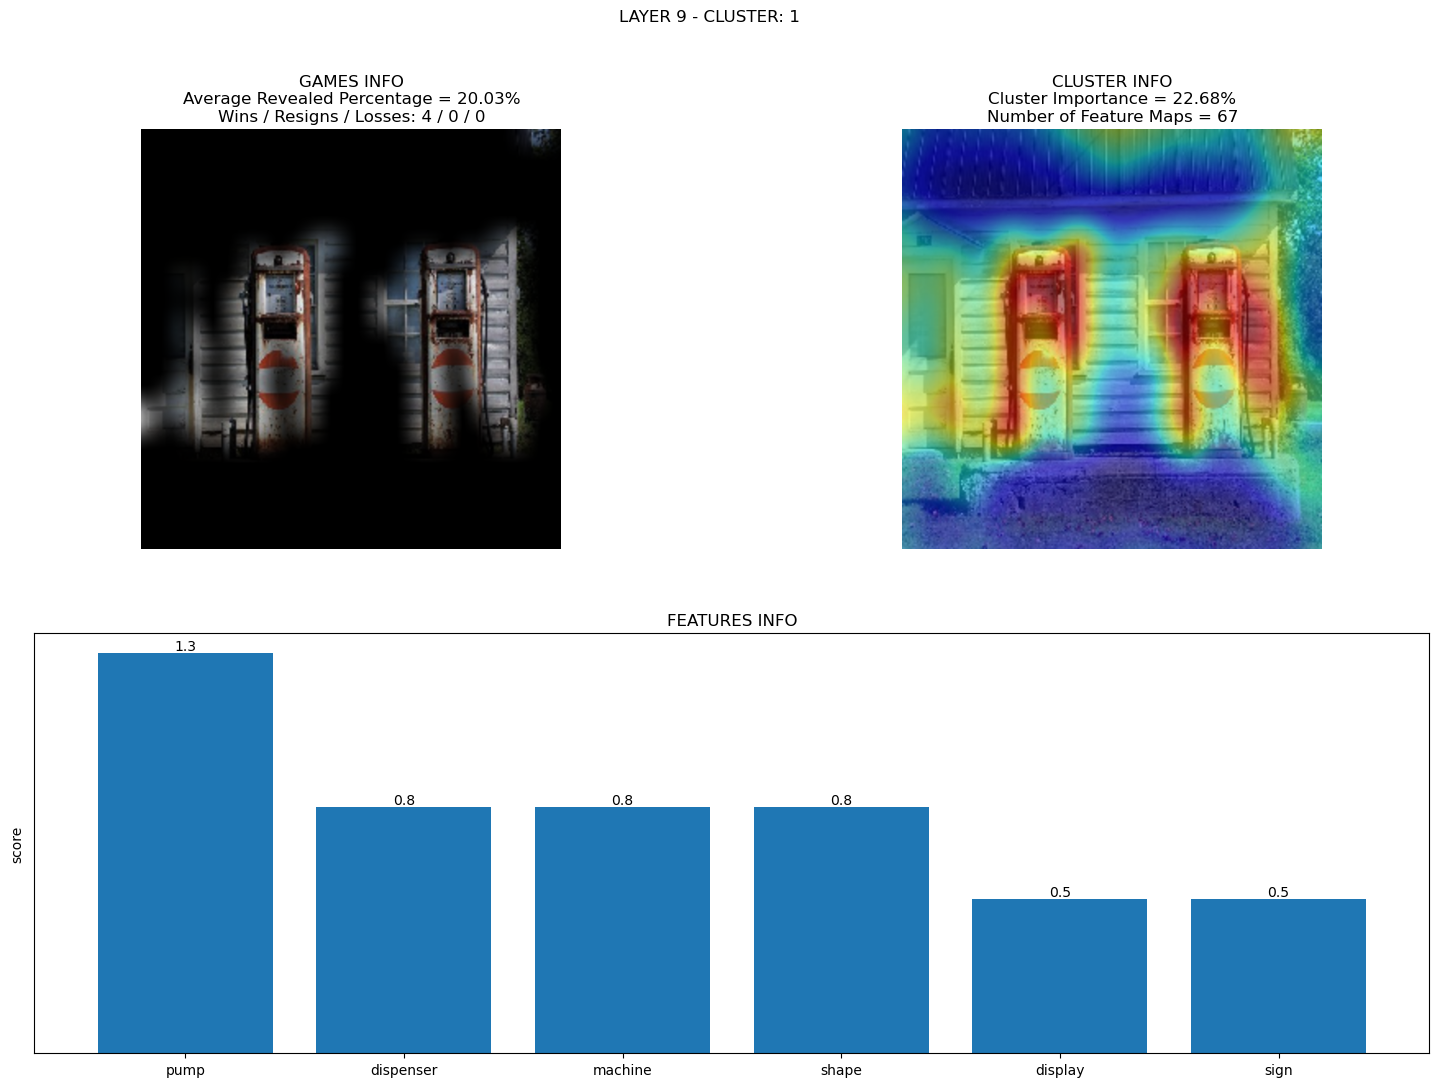 LAYER 9 - CLUSTER: 1
GAMES INFO
Average Revealed Percentage = 20.03%
Wins / Resigns / Losses: 4 / 0 / 0
CLUSTER INFO
Cluster Importance = 22.68%
Number of Feature Maps = 67
FEATURES INFO
score
1.3
0.8
0.8
0.8
0.5
0.5
pump
dispenser
machine
shape
display
sign